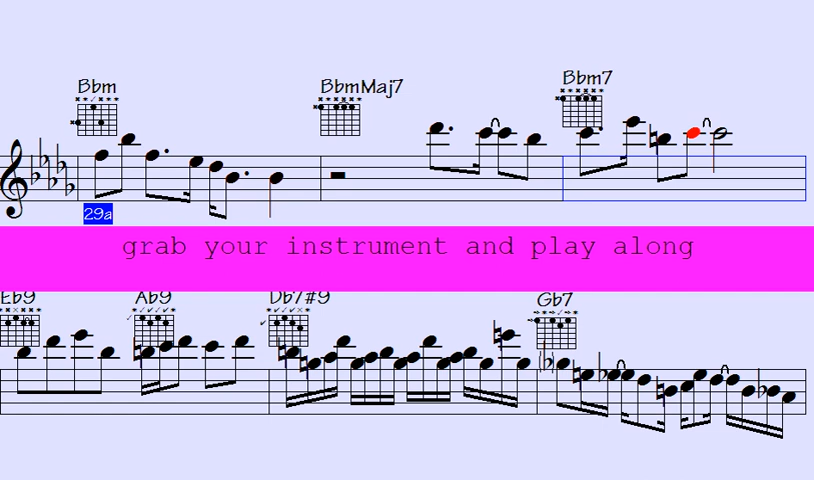 Bbm BbmMaj7 Bbm7
29a
grab your instrument and play along
Eb9 Ab9 Db7#9 Gb7